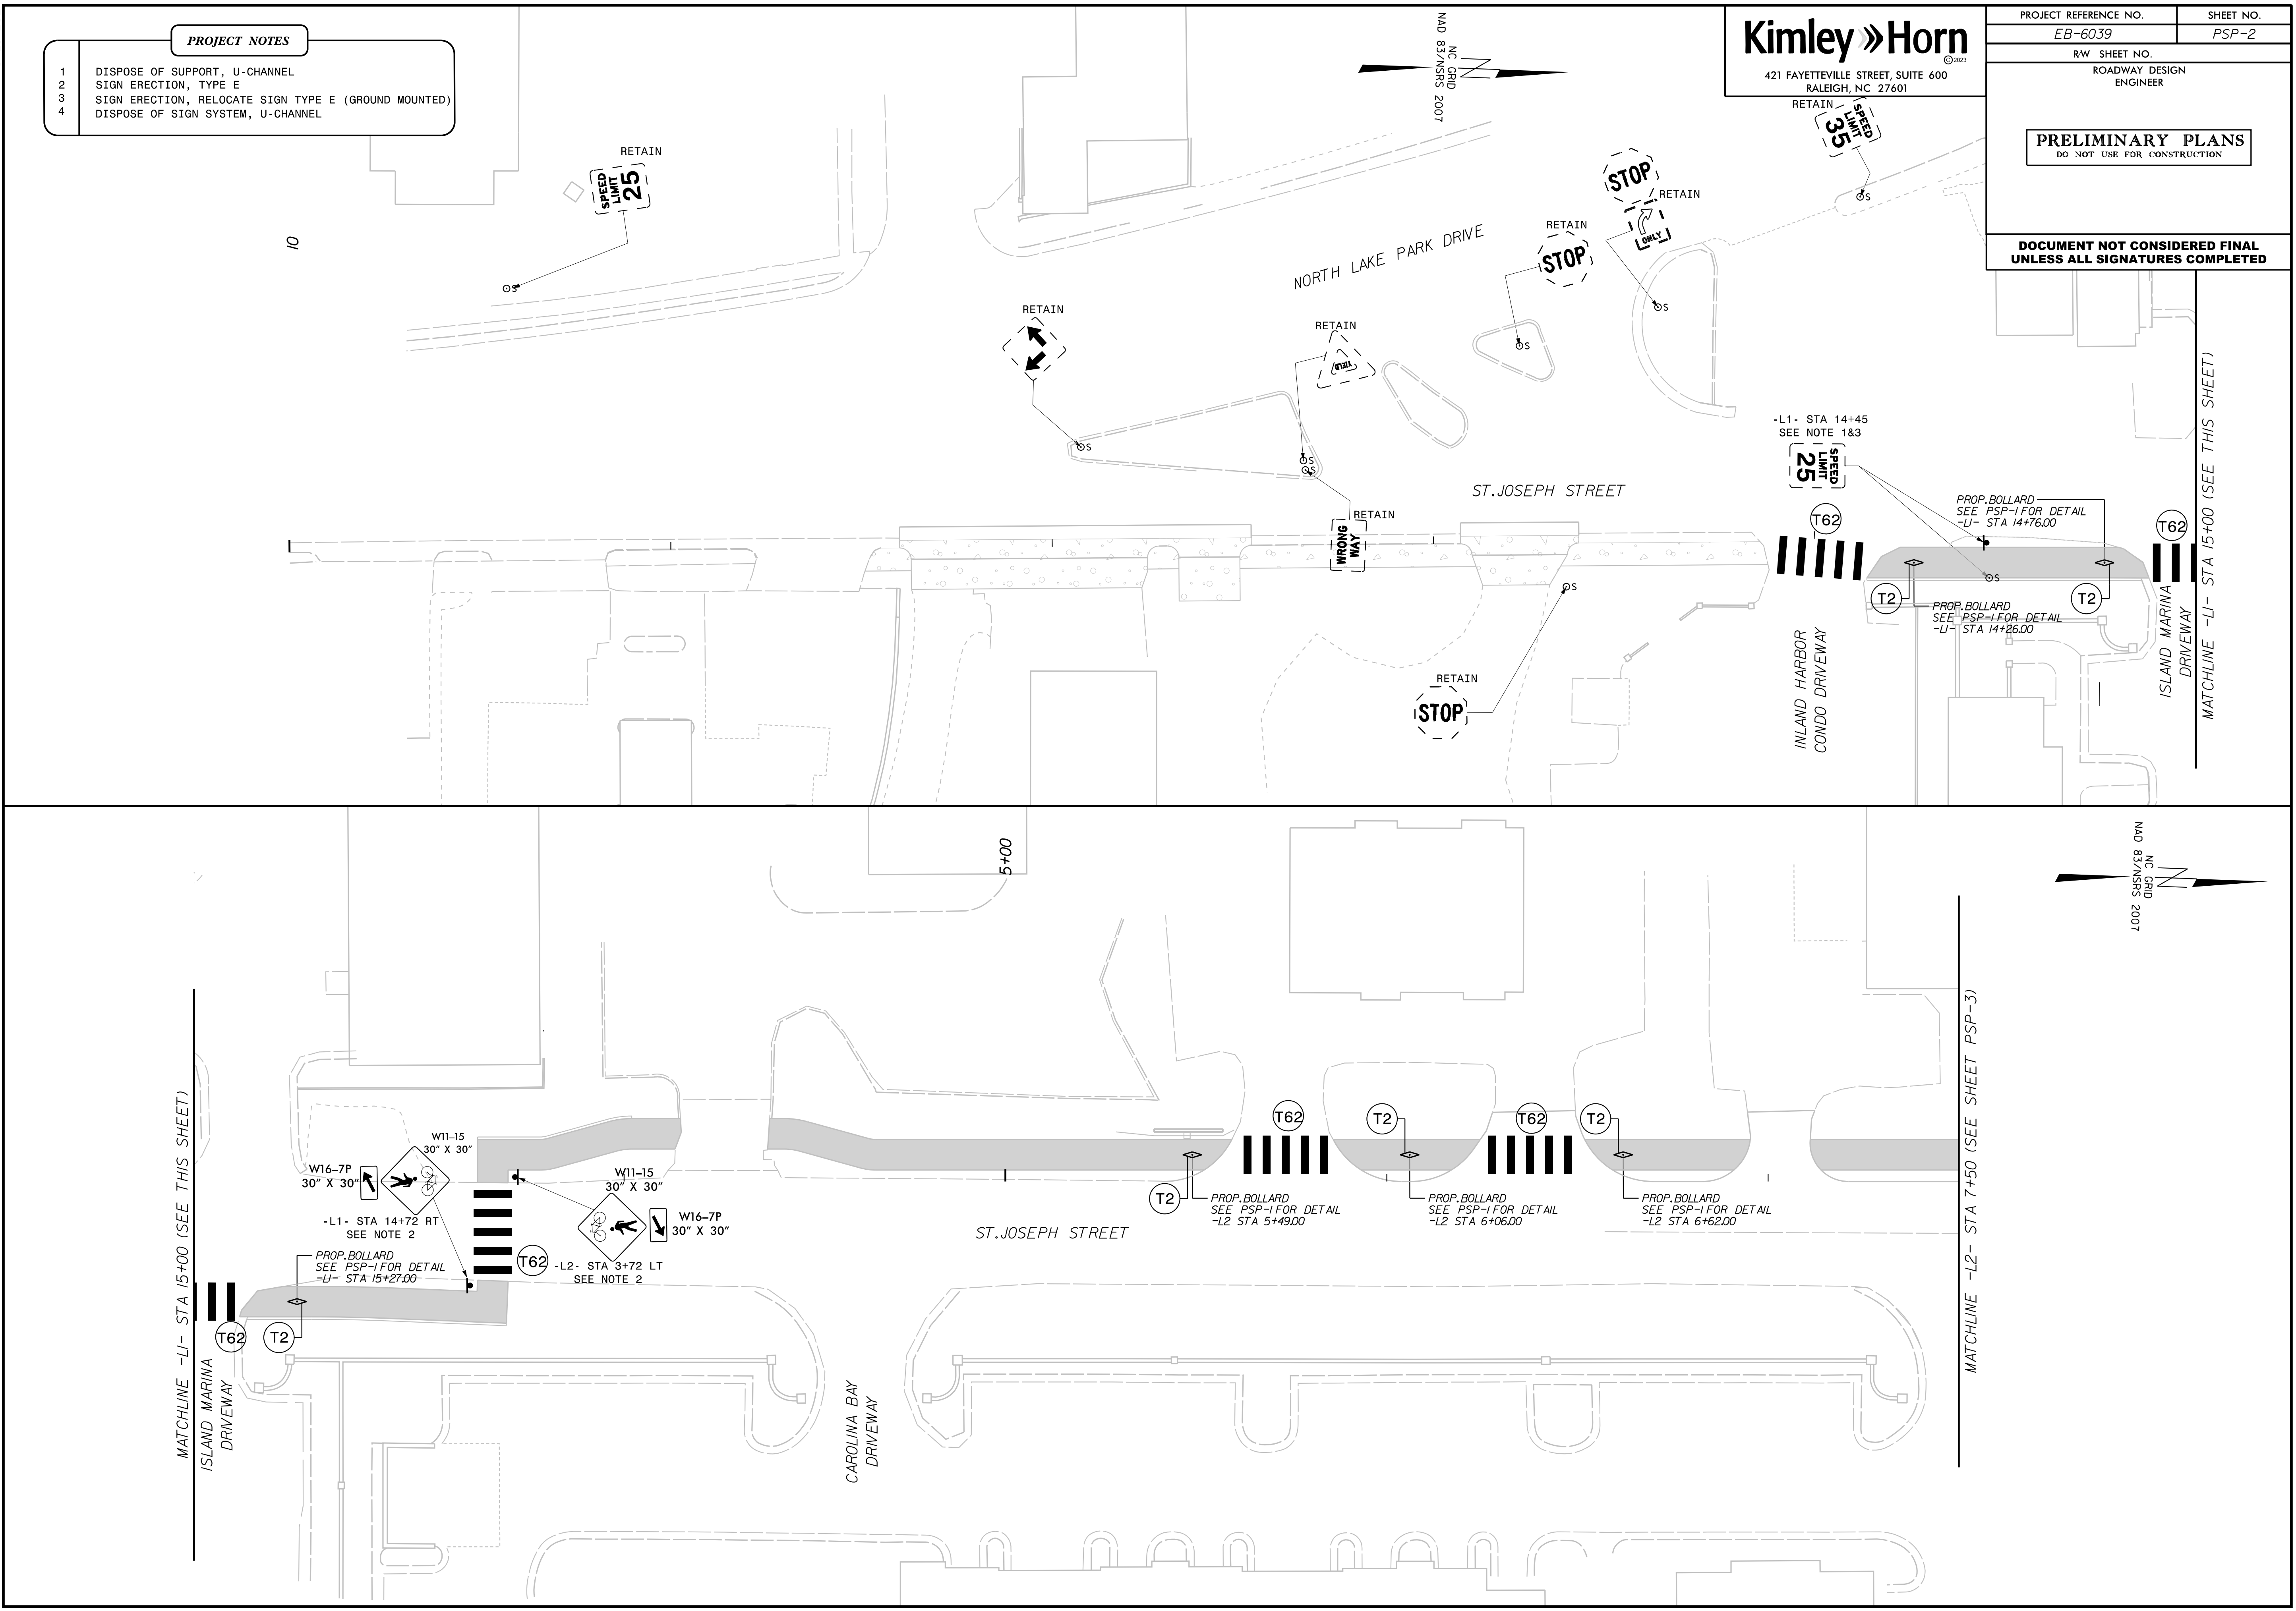 PROJECT NOTES
1 DISPOSE OF SUPPORT, U-CHANNEL
2 SIGN ERECTION, TYPE E
3 SIGN ERECTION, RELOCATE SIGN TYPE E (GROUND MOUNTED)
4 DISPOSE OF SIGN SYSTEM, U-CHANNEL
NC GRID
NAD 83/NSRS 2007
Kimley»Horn
©2023
421 FAYETTEVILLE STREET, SUITE 600
RALEIGH, NC 27601
PROJECT REFERENCE NO.
SHEET NO.
EB-6039
PSP-2
R/W SHEET NO.
ROADWAY DESIGN
ENGINEER
PRELIMINARY PLANS
DO NOT USE FOR CONSTRUCTION
DOCUMENT NOT CONSIDERED FINAL
UNLESS ALL SIGNATURES COMPLETED
RETAIN
SPEED
LIMIT
35
S
RETAIN
SPEED
LIMIT
25
S
10
STOP
RETAIN
ONLY
S
RETAIN
STOP
S
NORTH LAKE PARK DRIVE
RETAIN
S
RETAIN
YIELD
S
S
RETAIN
WRONG
WAY
ST.JOSEPH STREET
-L1- STA 14+45
SEE NOTE 1&3
SPEED
LIMIT
25
T62
PROP.BOLLARD
SEE PSP-1 FOR DETAIL
-L1- STA 14+76.00
T62
S
T2
T2
PROP.BOLLARD
SEE PSP-1 FOR DETAIL
-L1- STA 14+26.00
S
RETAIN
STOP
INLAND HARBOR
CONDO DRIVEWAY
ISLAND MARINA
DRIVEWAY
MATCHLINE -L1- STA 15+00 (SEE THIS SHEET)
5+00
NC GRID
NAD 83/NSRS 2007
MATCHLINE -L1- STA 15+00 (SEE THIS SHEET)
ISLAND MARINA
DRIVEWAY
W11-15
30" X 30"
W16-7P
30" X 30"
-L1- STA 14+72 RT
SEE NOTE 2
W11-15
30" X 30"
W16-7P
30" X 30"
-L2- STA 3+72 LT
SEE NOTE 2
T62
PROP.BOLLARD
SEE PSP-1 FOR DETAIL
-L1- STA 15+27.00
T62
T2
CAROLINA BAY
DRIVEWAY
ST.JOSEPH STREET
T62
T2
T62
T2
T2
PROP.BOLLARD
SEE PSP-1 FOR DETAIL
-L2 STA 5+49.00
PROP.BOLLARD
SEE PSP-1 FOR DETAIL
-L2 STA 6+06.00
PROP.BOLLARD
SEE PSP-1 FOR DETAIL
-L2 STA 6+62.00
MATCHLINE -L2- STA 7+50 (SEE SHEET PSP-3)